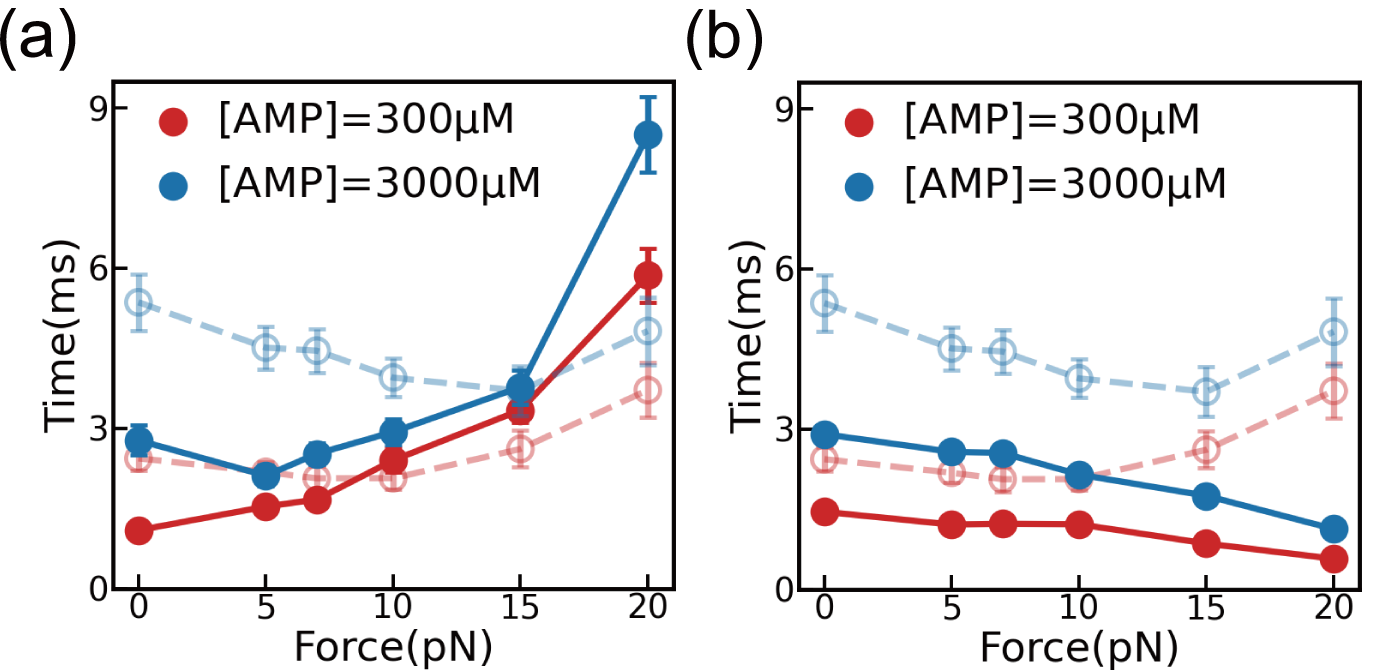 (a)
[AMP]=300μM
[AMP]=3000μM
Time(ms)
9
6
3
0
0 5 10 15 20
Force(pN)
(b)
[AMP]=300μM
[AMP]=3000μM
Time(ms)
9
6
3
0
0 5 10 15 20
Force(pN)